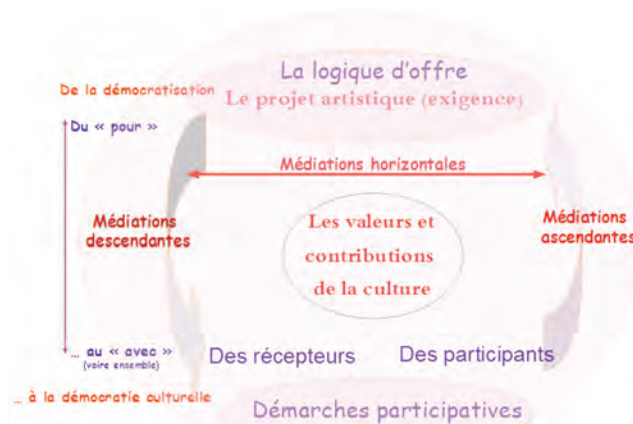 La logique d'offre
De la démocratisation
Le projet artistique (exigence)
Du « pour »
Médiations horizontales
Médiations
descendantes
Les valeurs et
contributions
de la culture
Médiations
ascendantes
... au « avec »
(voire ensemble)
Des récepteurs
Des participants
... à la démocratie culturelle
Démarches participatives